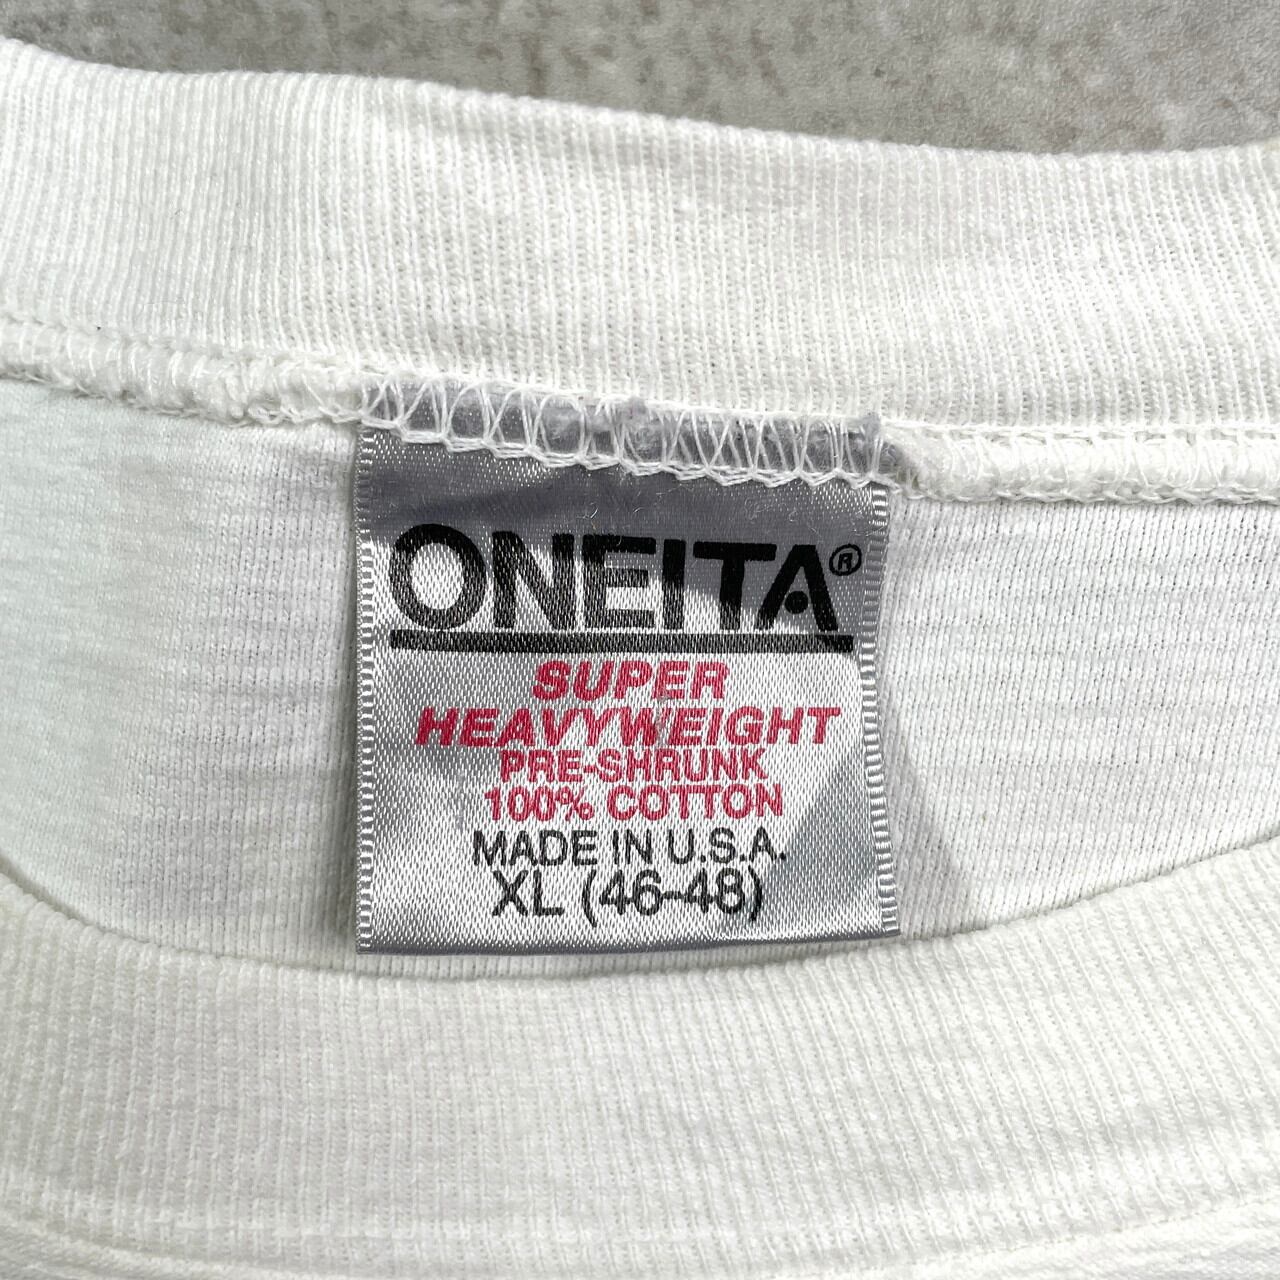 ONEITA®
SUPER
HEAVYWEIGHT
PRE-SHRUNK
100% COTTON
MADE IN U.S.A.
XL (46-48)